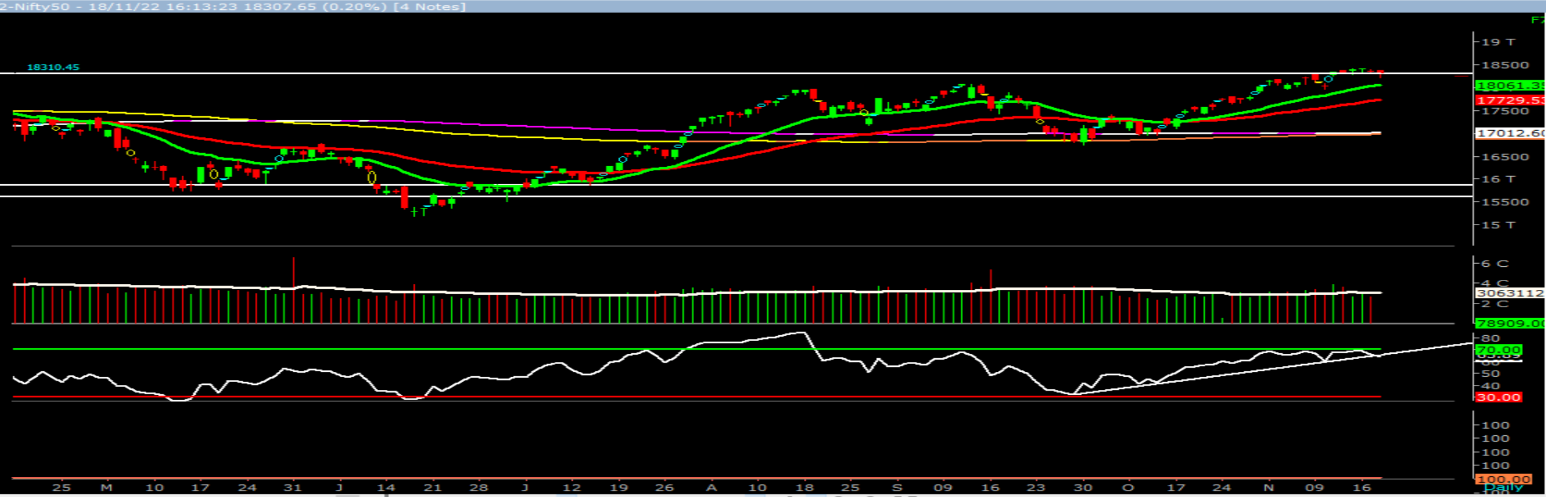 2-Nifty50 - 18/11/22 16:13:23 18307.65 (0.20%) [4 Notes]
19 T
18310.45
18500
18061.35
17729.53
17500
17012.60
16500
16 T
15500
15 T
6 C
4 C
3063112
2 C
78909.00
80
70.00
50
40
30.00
100
100
100
100
100.00
25 M 10 17 24 31 J 14 21 28 J 12 19 26 A 10 18 25 S 09 16 23 O 17 24 N 09 16 Daily